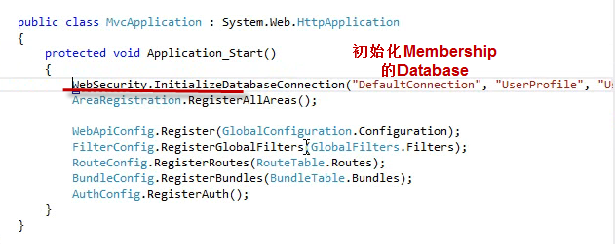 public class MvcApplication : System.Web.HttpApplication
{
protected void Application_Start()
初始化Membership
的Database
{
WebSecurity.InitializeDatabaseConnection("DefaultConnection", "UserProfile", "Us
AreaRegistration.RegisterAllAreas();
WebApiConfig.Register(GlobalConfiguration.Configuration);
FilterConfig.RegisterGlobalFilters(GlobalFilters.Filters);
RouteConfig.RegisterRoutes(RouteTable.Routes);
BundleConfig.RegisterBundles(BundleTable.Bundles);
AuthConfig.RegisterAuth();
}
}